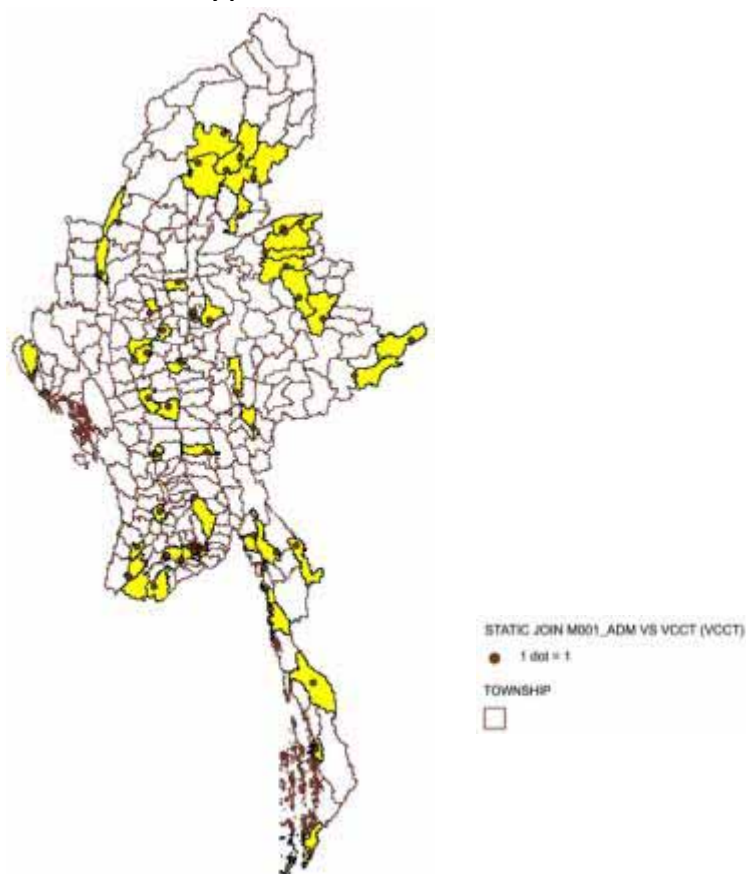 STATIC JOIN M001_ADM VS VCCT (VCCT)
1 dot = 1
TOWNSHIP